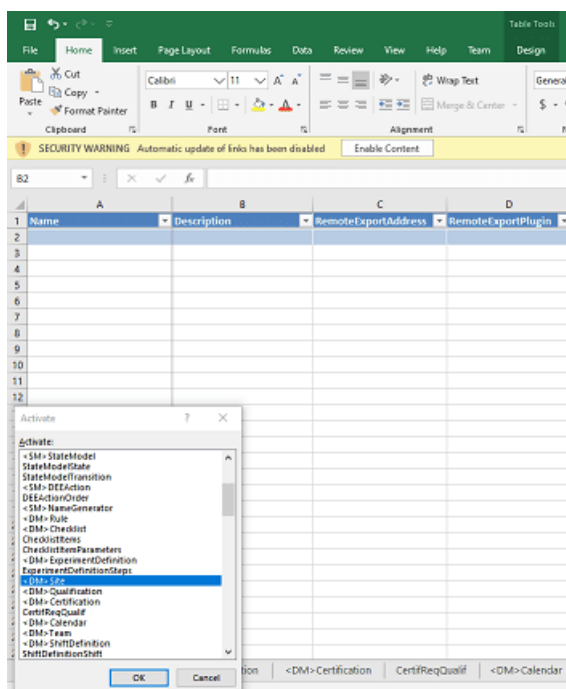 Table Tools
File Home Insert Page Layout Formulas Data Review View Help Team Design
Paste
Cut
Copy
Format Painter
Clipboard
Calibri 11
B I U
Font
Wrap Text
Merge & Center
Alignment
General
$
SECURITY WARNING Automatic update of links has been disabled Enable Content
B2 fx
A B C D
1 Name Description RemoteExportAddress RemoteExportPlugin
2
3
4
5
6
7
8
9
10
11
12
Activate ? ×
Activate:
<SM>StateModel
StateModelState
StateModelTransition
<SM>DEEAction
DEEActionOrder
<SM>NameGenerator
<DM>Rule
<DM>Checklist
ChecklistItems
ChecklistItemParameters
<DM>ExperimentDefinition
ExperimentDefinitionSteps
<DM>Site
<DM>Qualification
<DM>Certification
CertifReqQualif
<DM>Calendar
<DM>Team
<DM>ShiftDefinition
ShiftDefinitionShift
OK Cancel
tion <DM>Certification CertifReqQualif <DM>Calendar